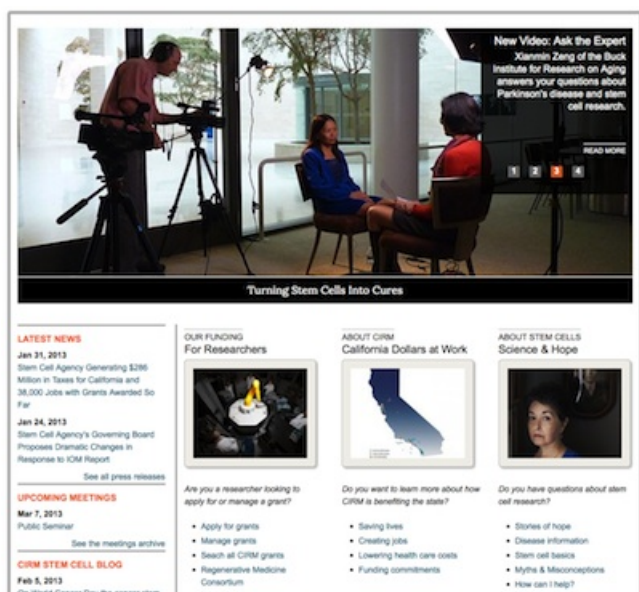 New Video: Ask the Expert
Xianmin Zeng of the Buck
Institute for Research on Aging
answers your questions about
Parkinson's disease and stem
cell research.
READ MORE
1 2 3 4
Turning Stem Cells Into Cures
LATEST NEWS
Jan 31, 2013
Stem Cell Agency Generating $286
Million in Taxes for California and
38,000 Jobs with Grants Awarded So
Far
Jan 24, 2013
Stem Cell Agency's Governing Board
Proposes Dramatic Changes in
Response to IOM Report
See all press releases
UPCOMING MEETINGS
Mar 7, 2013
Public Seminar
See the meetings archive
CIRM STEM CELL BLOG
Feb 5, 2013
OUR FUNDING
For Researchers
Are you a researcher looking to
apply for or manage a grant?
• Apply for grants
• Manage grants
• Seach all CIRM grants
• Regenerative Medicine
Consortium
ABOUT CIRM
California Dollars at Work
Do you want to learn more about how
CIRM is benefiting the state?
• Saving lives
• Creating jobs
• Lowering health care costs
• Funding commitments
ABOUT STEM CELLS
Science & Hope
Do you have questions about stem
cell research?
• Stories of hope
• Disease information
• Stem cell basics
• Myths & Misconceptions
• How can I help?